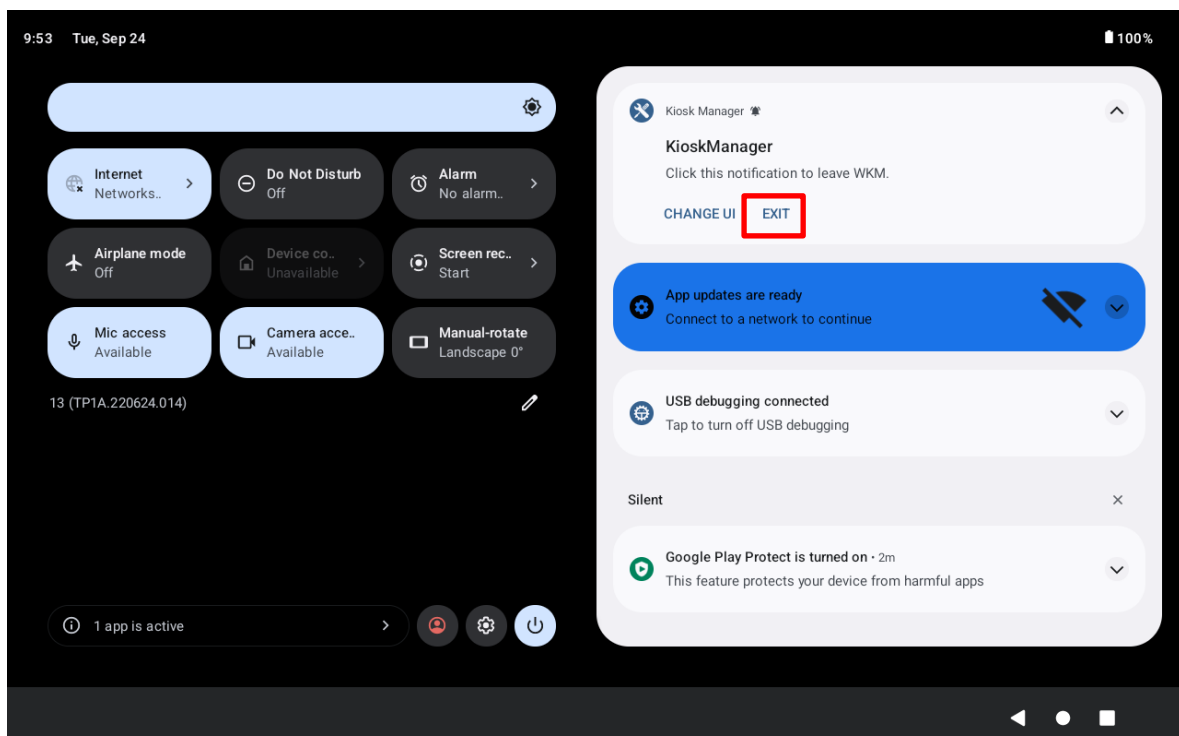 9:53 Tue, Sep 24
100%
Internet
Networks..
Do Not Disturb
Off
Alarm
No alarm..
Airplane mode
Off
Device co..
Unavailable
Screen rec..
Start
Mic access
Available
Camera acce..
Available
Manual-rotate
Landscape 0°
13 (TP1A.220624.014)
1 app is active
Kiosk Manager
KioskManager
Click this notification to leave WKM.
CHANGE UI EXIT
App updates are ready
Connect to a network to continue
USB debugging connected
Tap to turn off USB debugging
Silent
Google Play Protect is turned on • 2m
This feature protects your device from harmful apps